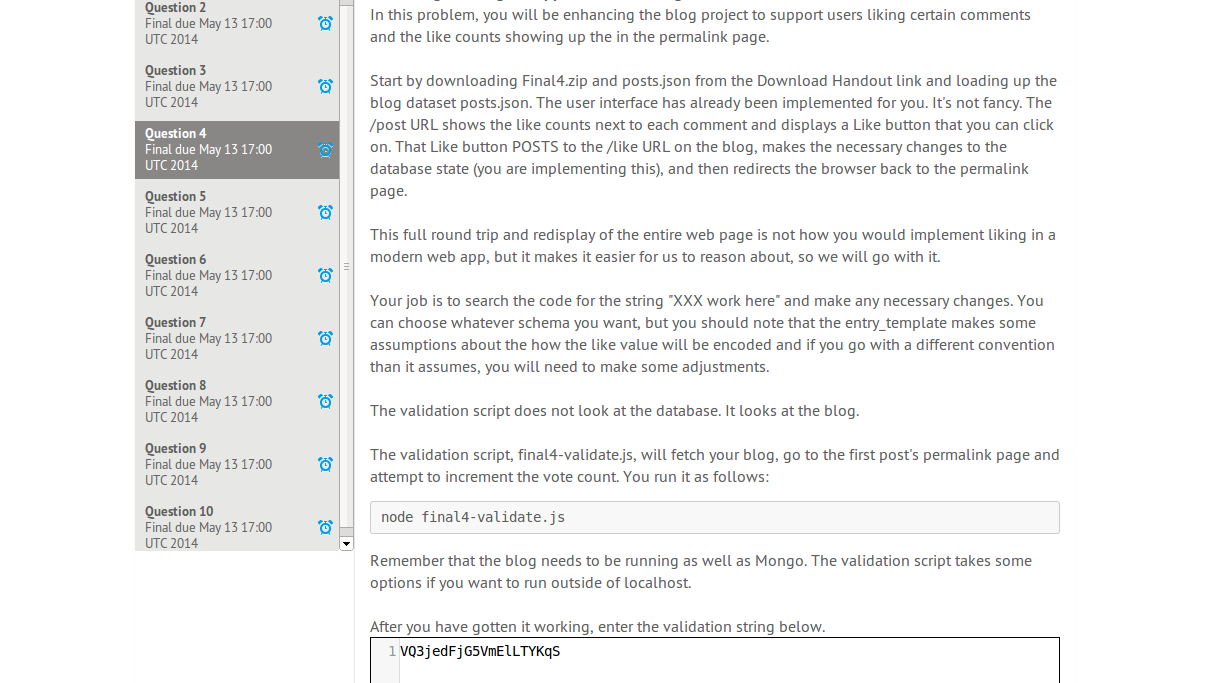 Question 2
Final due May 13 17:00
UTC 2014
Question 3
Final due May 13 17:00
UTC 2014
Question 4
Final due May 13 17:00
UTC 2014
Question 5
Final due May 13 17:00
UTC 2014
Question 6
Final due May 13 17:00
UTC 2014
Question 7
Final due May 13 17:00
UTC 2014
Question 8
Final due May 13 17:00
UTC 2014
Question 9
Final due May 13 17:00
UTC 2014
Question 10
Final due May 13 17:00
UTC 2014
In this problem, you will be enhancing the blog project to support users liking certain comments
and the like counts showing up the in the permalink page.
Start by downloading Final4.zip and posts.json from the Download Handout link and loading up the
blog dataset posts.json. The user interface has already been implemented for you. It's not fancy. The
/post URL shows the like counts next to each comment and displays a Like button that you can click
on. That Like button POSTS to the /like URL on the blog, makes the necessary changes to the
database state (you are implementing this), and then redirects the browser back to the permalink
page.
This full round trip and redisplay of the entire web page is not how you would implement liking in a
modern web app, but it makes it easier for us to reason about, so we will go with it.
Your job is to search the code for the string "XXX work here" and make any necessary changes. You
can choose whatever schema you want, but you should note that the entry_template makes some
assumptions about the how the like value will be encoded and if you go with a different convention
than it assumes, you will need to make some adjustments.
The validation script does not look at the database. It looks at the blog.
The validation script, final4-validate.js, will fetch your blog, go to the first post's permalink page and
attempt to increment the vote count. You run it as follows:
node final4-validate.js
Remember that the blog needs to be running as well as Mongo. The validation script takes some
options if you want to run outside of localhost.
After you have gotten it working, enter the validation string below.
1 VQ3jedFjG5VmElLTYKqS